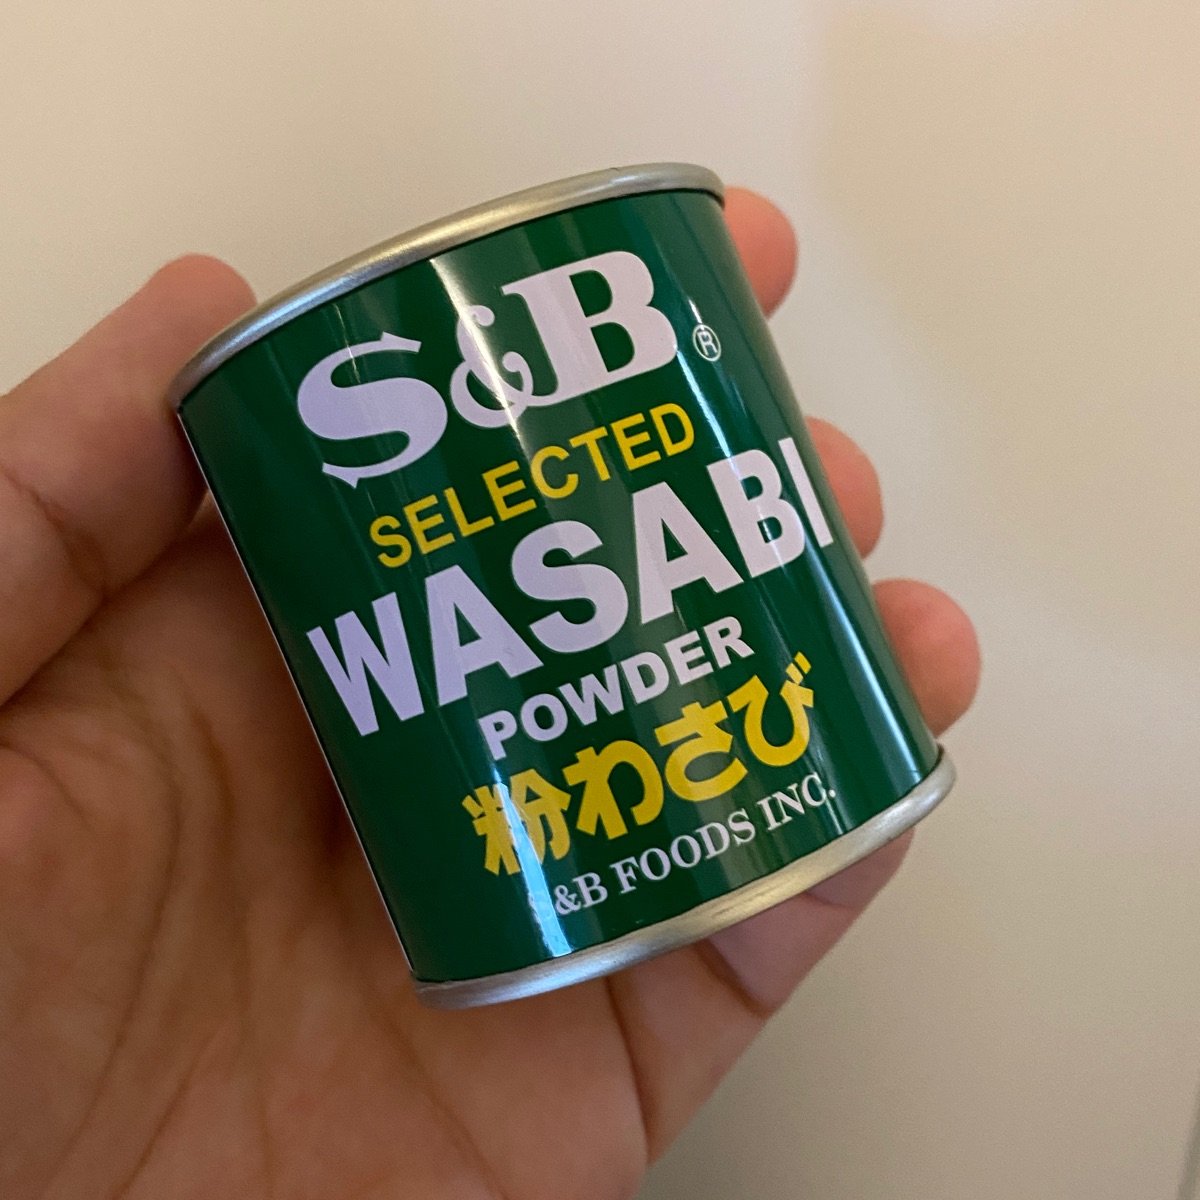 S&B®
SELECTED
WASABI
POWDER
粉わさび
S&B FOODS INC.